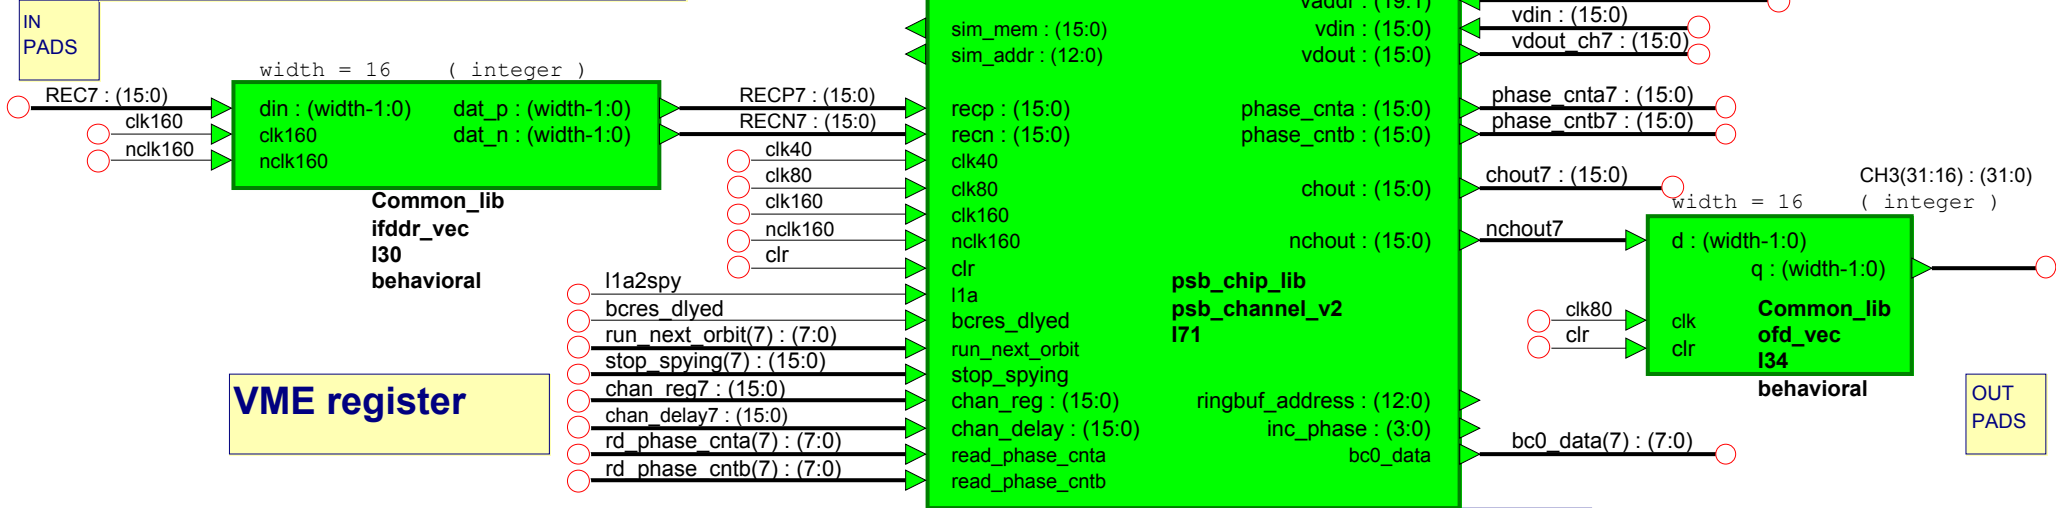 IN
PADS
width = 16 ( integer )
REC7 : (15:0)
clk160
nclk160
din : (width-1:0) dat_p : (width-1:0)
clk160 dat_n : (width-1:0)
nclk160
Common_lib
ifddr_vec
I30
behavioral
RECP7 : (15:0)
RECN7 : (15:0)
clk40
clk80
clk160
nclk160
clr
l1a2spy
bcres_dlyed
run_next_orbit(7) : (7:0)
stop_spying(7) : (15:0)
chan_reg7 : (15:0)
chan_delay7 : (15:0)
rd_phase_cnta(7) : (7:0)
rd_phase_cntb(7) : (7:0)
VME register
vaddr : (19:1)
sim_mem : (15:0) vdin : (15:0)
sim_addr : (12:0) vdout : (15:0)
recp : (15:0) phase_cnta : (15:0)
recn : (15:0) phase_cntb : (15:0)
clk40
clk80 chout : (15:0)
clk160
nclk160 nchout : (15:0)
clr
l1a
bcres_dlyed
run_next_orbit
stop_spying
chan_reg : (15:0) ringbuf_address : (12:0)
chan_delay : (15:0) inc_phase : (3:0)
read_phase_cnta bc0_data
read_phase_cntb
psb_chip_lib
psb_channel_v2
I71
vdin : (15:0)
vdout_ch7 : (15:0)
phase_cnta7 : (15:0)
phase_cntb7 : (15:0)
chout7 : (15:0)
nchout7
bc0_data(7) : (7:0)
CH3(31:16) : (31:0)
width = 16 ( integer )
d : (width-1:0)
q : (width-1:0)
clk80
clr
clk
clr
Common_lib
ofd_vec
I34
behavioral
OUT
PADS